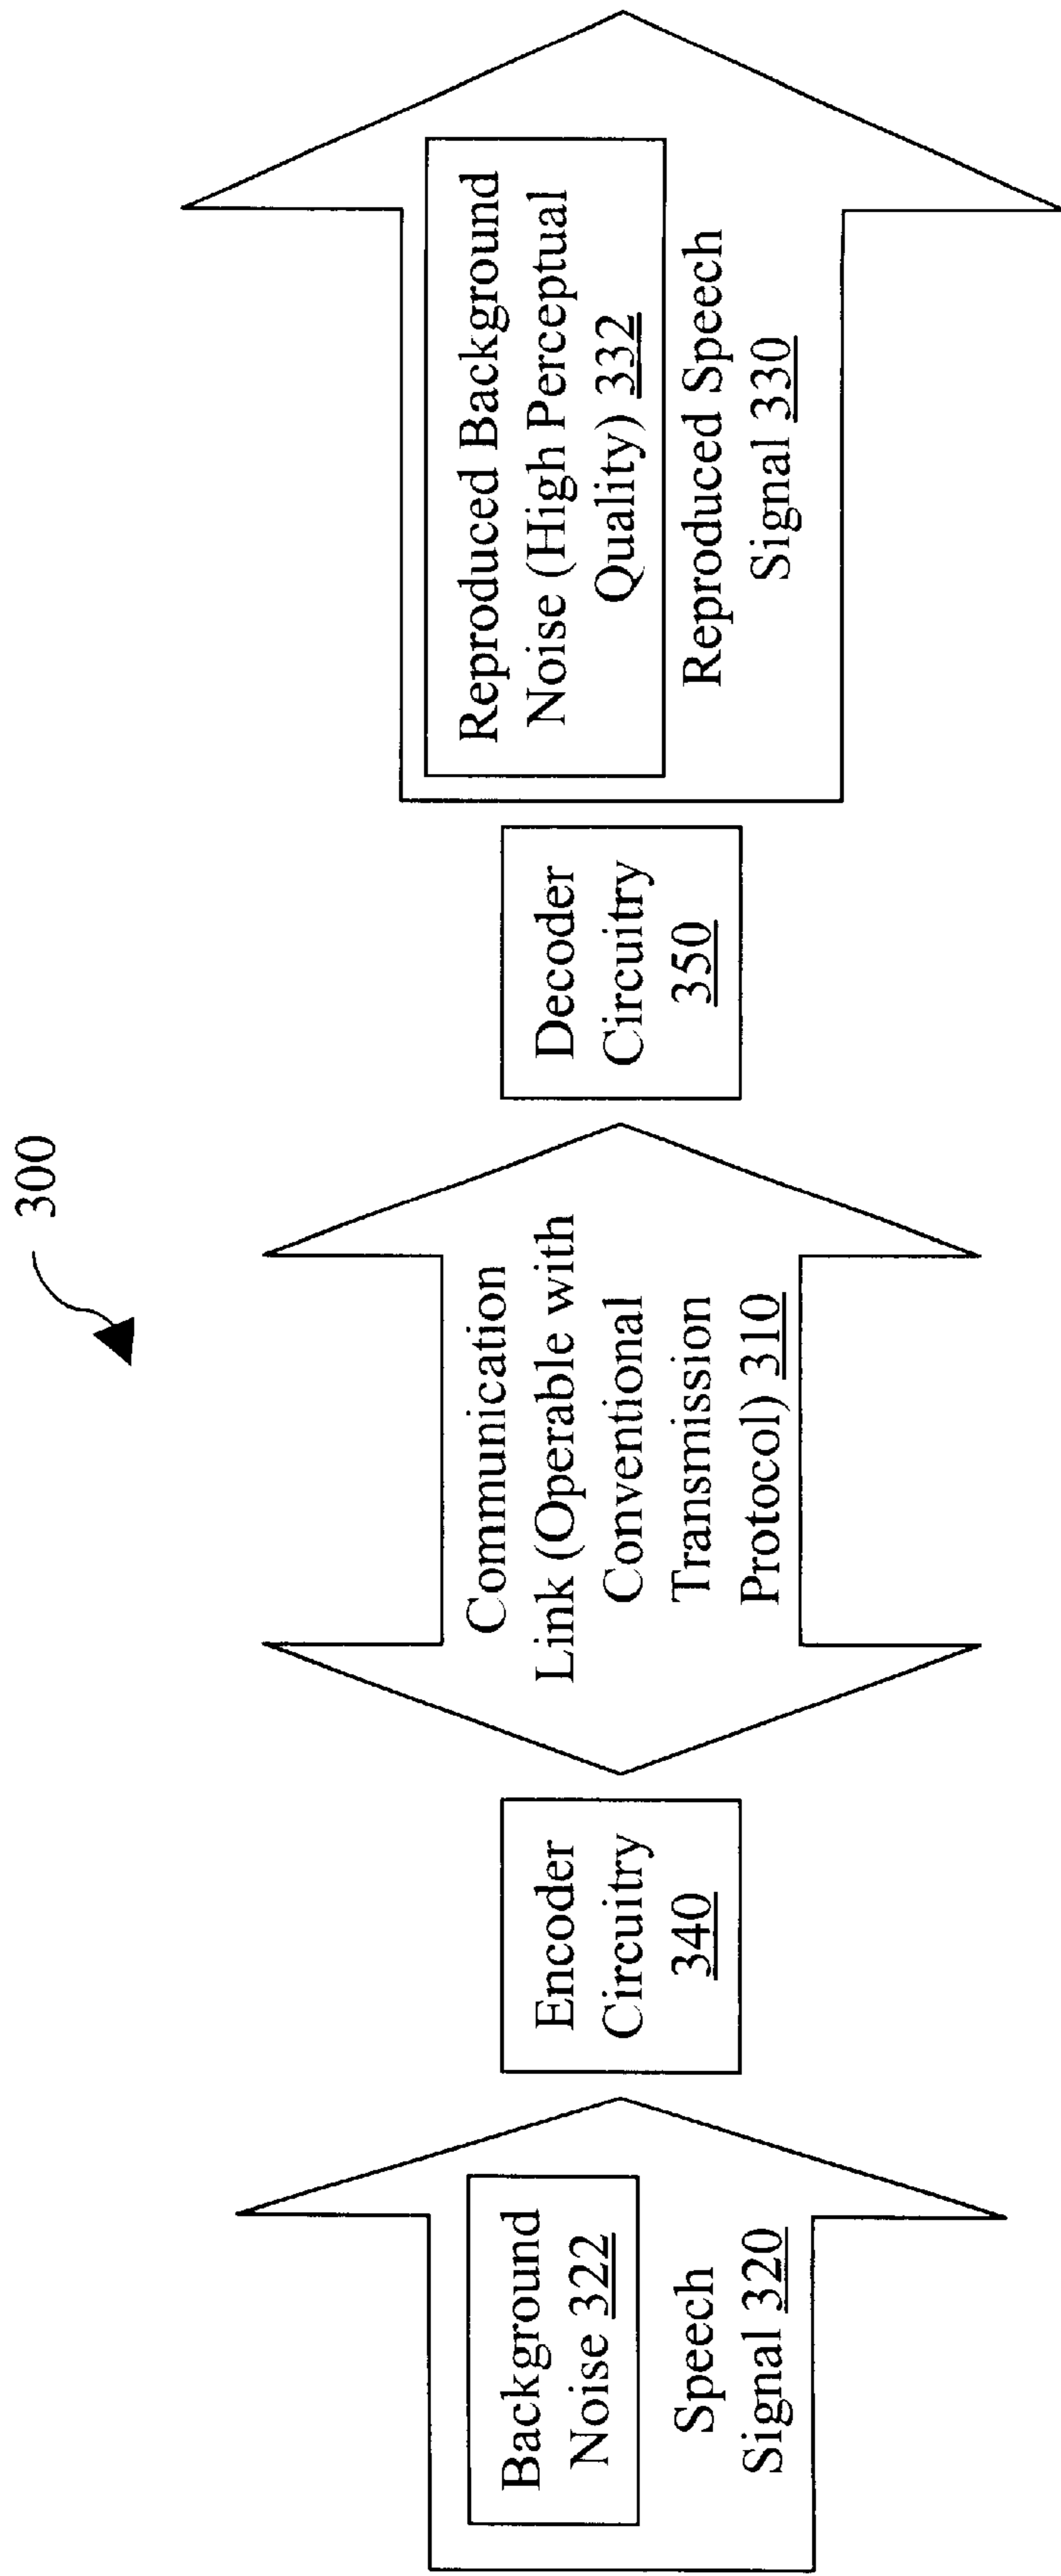 300
Background
Noise 322
Speech
Signal 320
Encoder
Circuitry
340
Communication
Link (Operable with
Conventional
Transmission
Protocol) 310
Decoder
Circuitry
350
Reproduced Background
Noise (High Perceptual
Quality) 332
Reproduced Speech
Signal 330